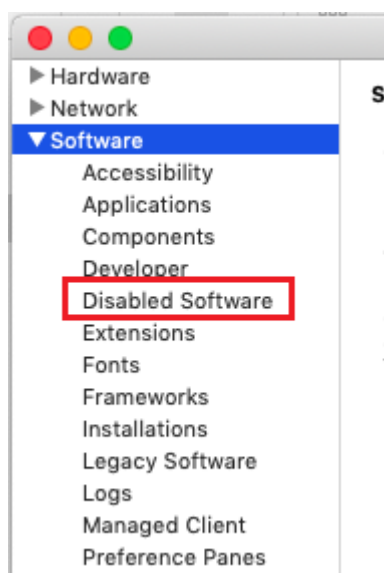 Hardware
Network
Software
Accessibility
Applications
Components
Developer
Disabled Software
Extensions
Fonts
Frameworks
Installations
Legacy Software
Logs
Managed Client
Preference Panes